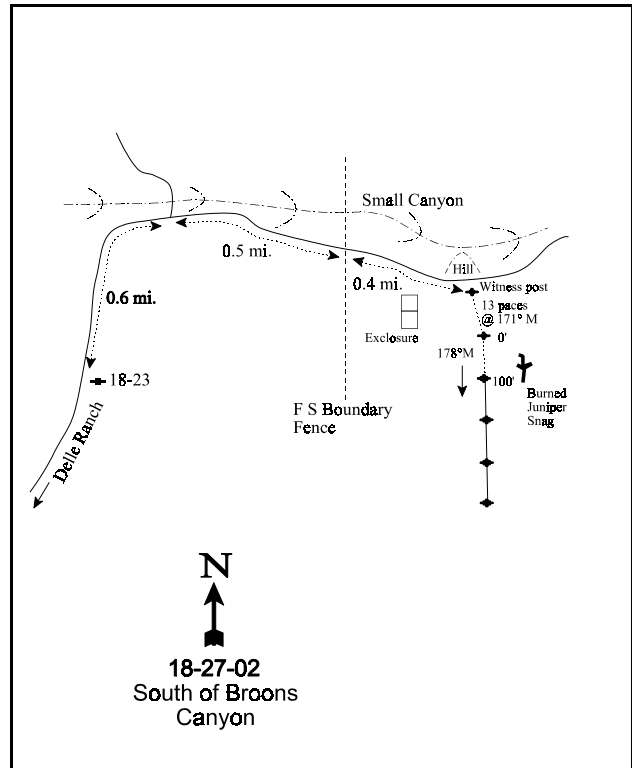 Small Canyon
0.5 mi.
Hill
0.4 mi.
Witness post
0.6 mi.
13 paces
@ 171° M
Exclosure
0'
178°M
18-23
100'
Burned
Juniper
Snag
F S Boundary
Fence
Delle Ranch
N
18-27-02
South of Broons
Canyon